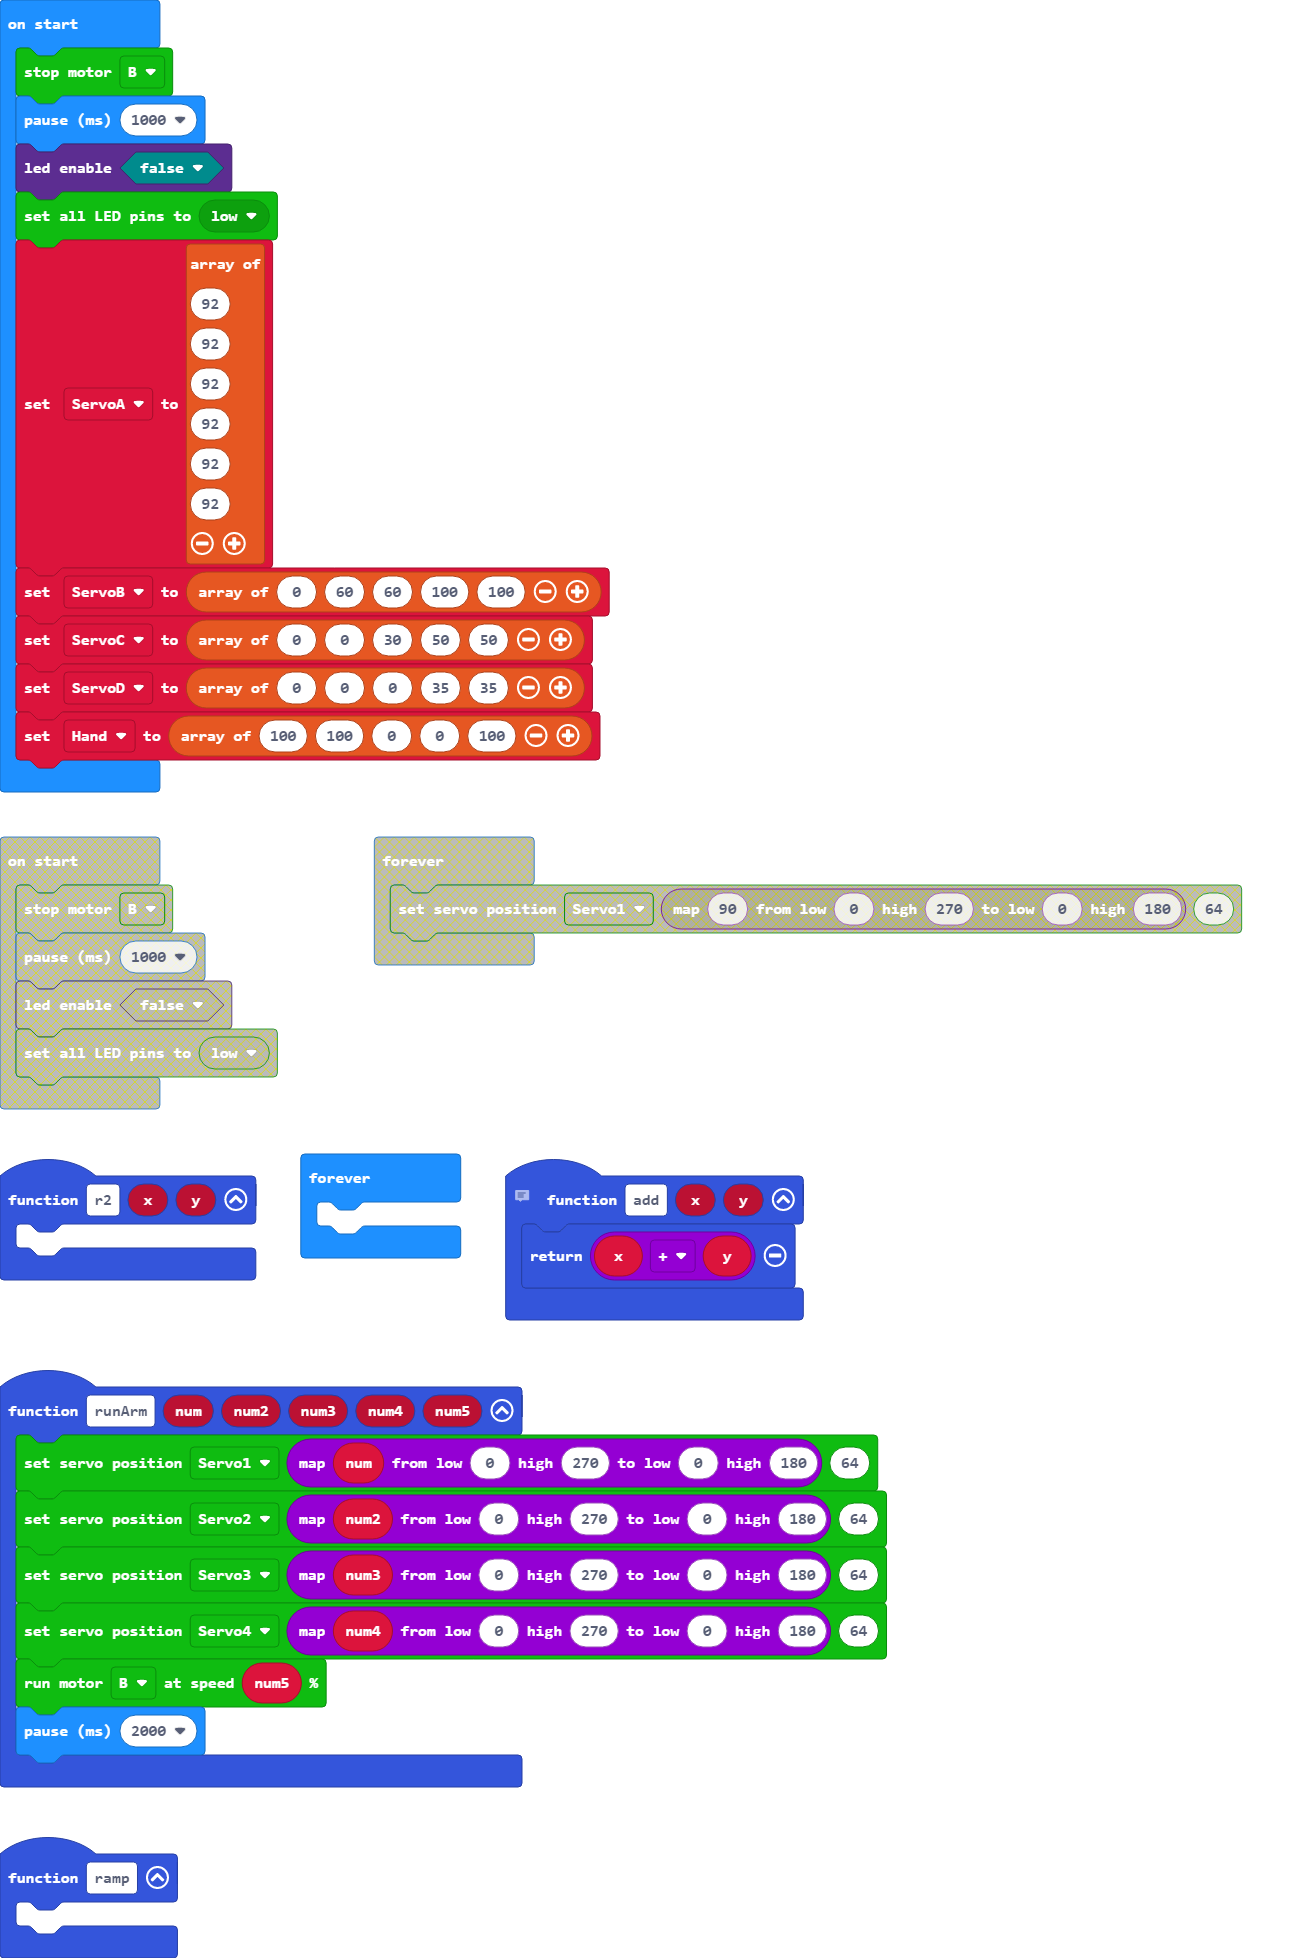 on start
stop motor B
pause (ms) 1000
led enable false
set all LED pins to low
set ServoA to array of
92
92
92
92
92
92
set ServoB to array of 0 60 60 100 100
set ServoC to array of 0 0 30 50 50
set ServoD to array of 0 0 0 35 35
set Hand to array of 100 100 0 0 100
on start
stop motor B
pause (ms) 1000
led enable false
set all LED pins to low
forever
set servo position Servo1 map 90 from low 0 high 270 to low 0 high 180 64
function r2 x y
forever
function add x y
return x + y
function runArm num num2 num3 num4 num5
set servo position Servo1 map num from low 0 high 270 to low 0 high 180 64
set servo position Servo2 map num2 from low 0 high 270 to low 0 high 180 64
set servo position Servo3 map num3 from low 0 high 270 to low 0 high 180 64
set servo position Servo4 map num4 from low 0 high 270 to low 0 high 180 64
run motor B at speed num5 %
pause (ms) 2000
function ramp